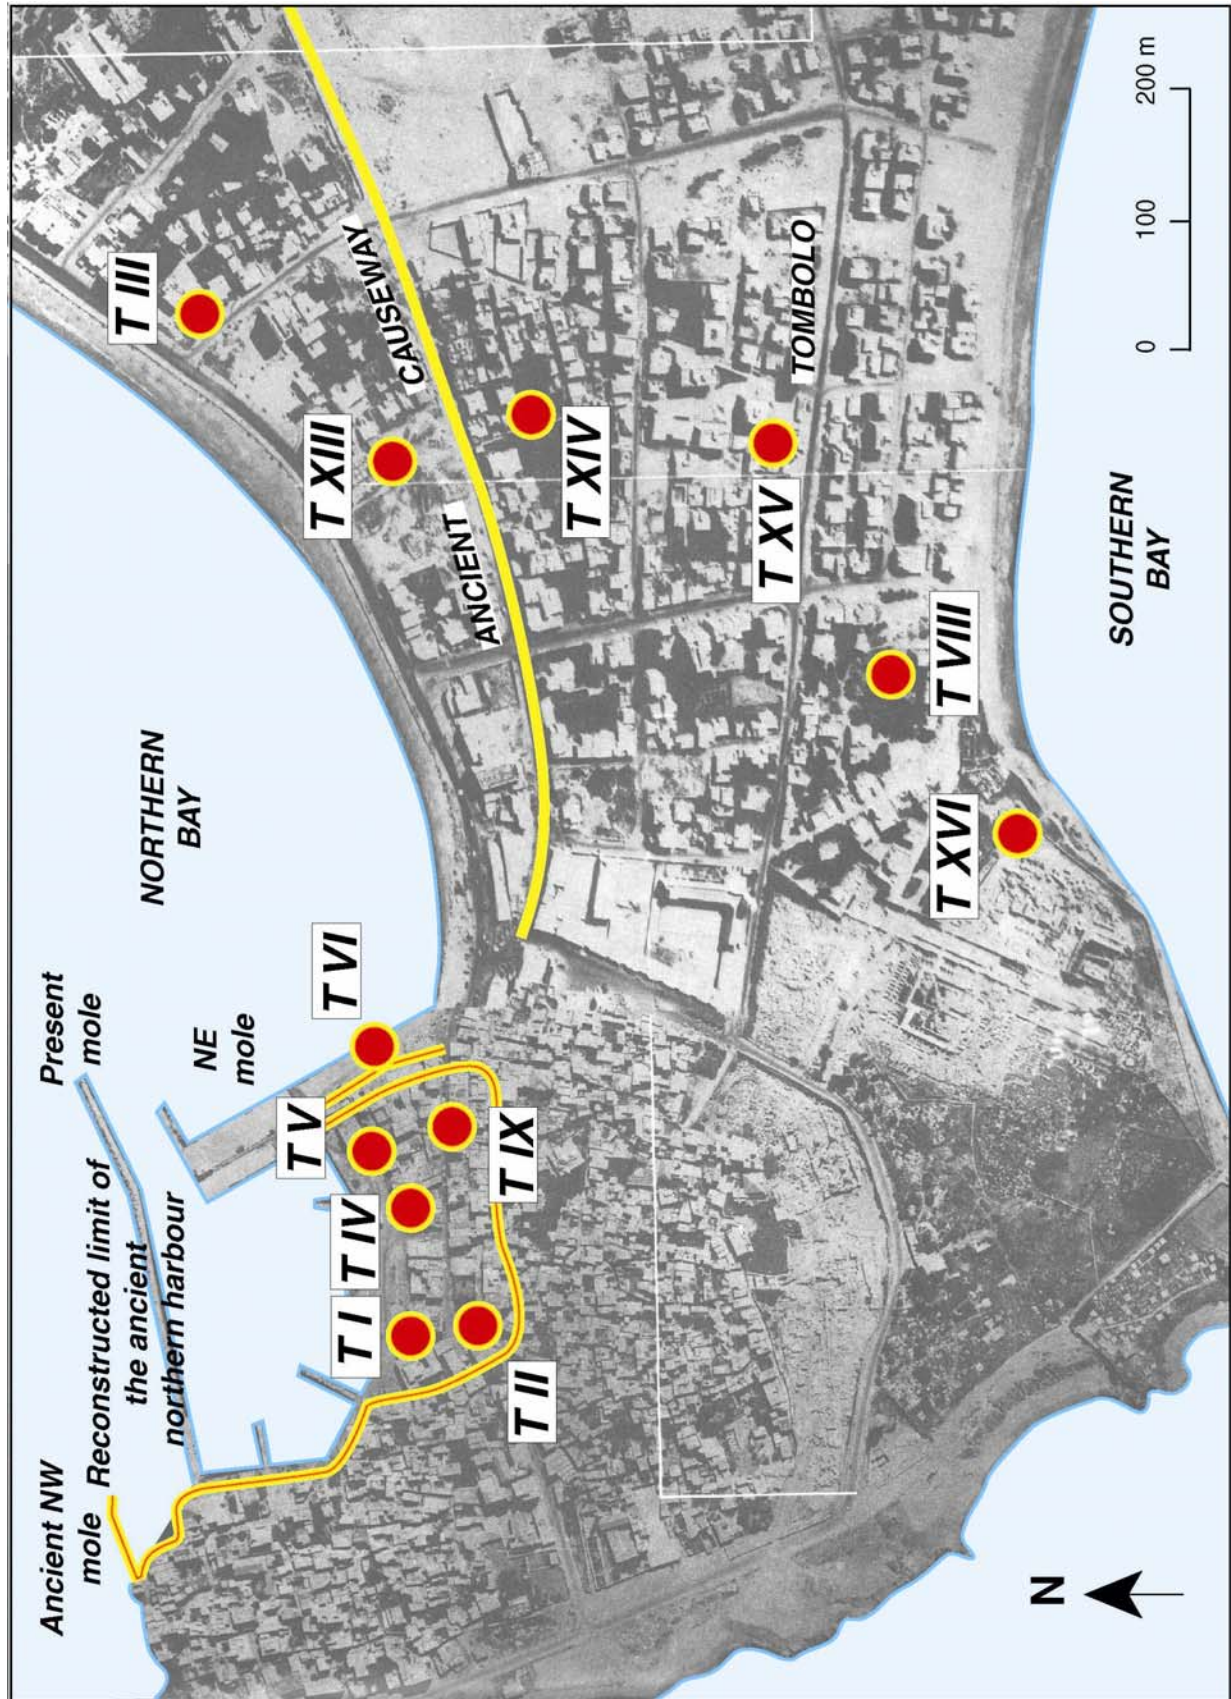 Ancient NW
mole
Reconstructed limit of
the ancient
northern harbour
Present
mole
NE
mole
NORTHERN
BAY
T I
T II
T IV
T V
T VI
T IX
T III
T XIII
ANCIENT
CAUSEWAY
T XIV
T XV
TOMBOLO
T VIII
T XVI
SOUTHERN
BAY
N
0 100 200 m